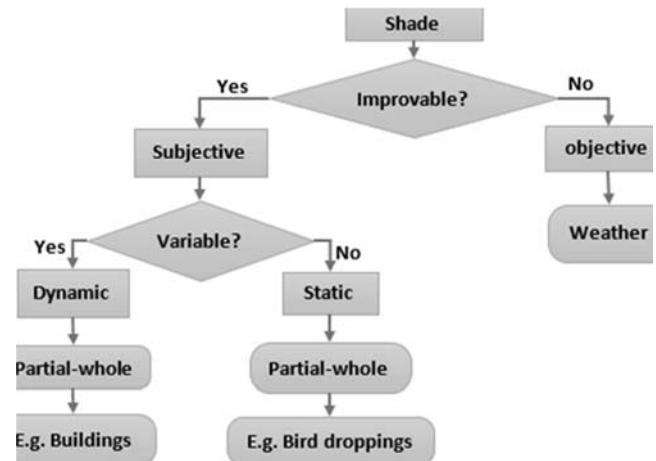 Shade
Improvable?
Yes
No
Subjective
objective
Variable?
Weather
Yes
No
Dynamic
Static
Partial-whole
Partial-whole
E.g. Buildings
E.g. Bird droppings